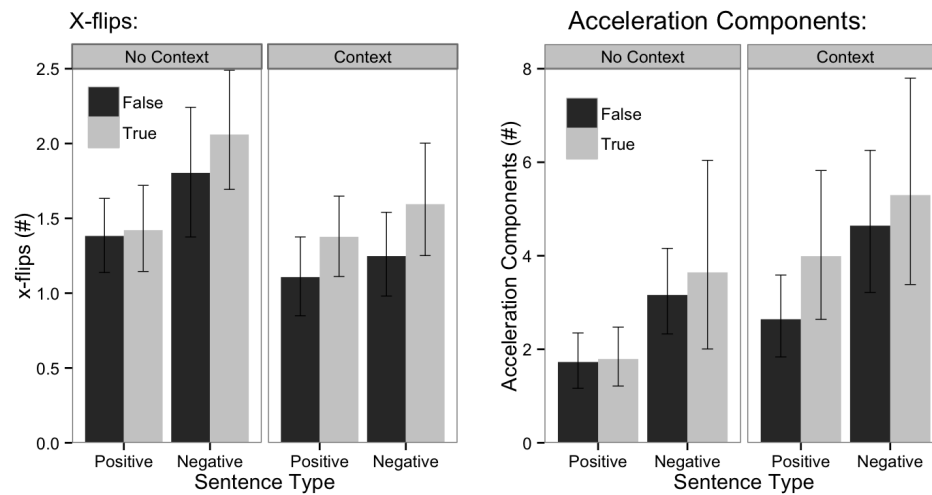 X-flips:
No Context
Context
2.5
2.0
1.5
1.0
0.5
0.0
x-flips (#)
False
True
Positive
Negative
Positive
Negative
Sentence Type
Acceleration Components:
No Context
Context
8
6
4
2
0
Acceleration Components (#)
False
True
Positive
Negative
Positive
Negative
Sentence Type